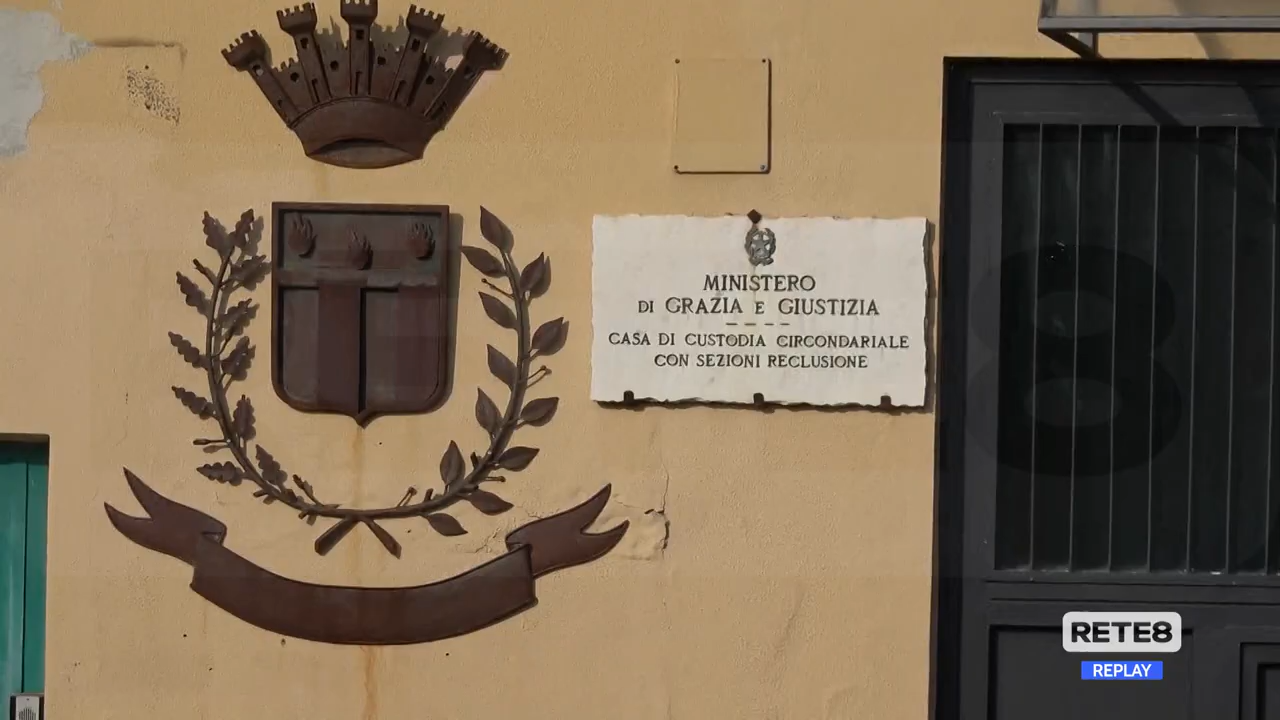 MINISTERO
DI GRAZIA E GIUSTIZIA
CASA DI CUSTODIA CIRCONDARIALE
CON SEZIONI RECLUSIONE
RETE8
REPLAY